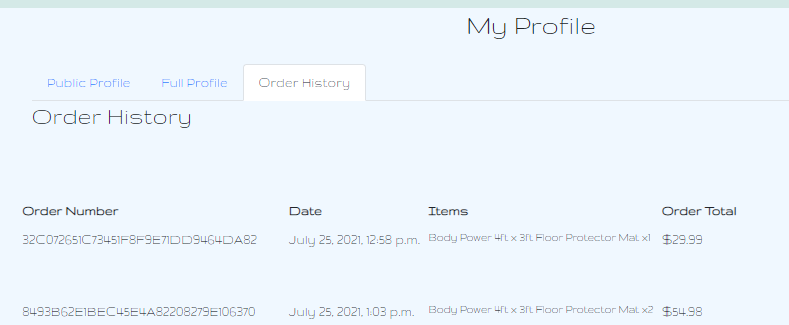 My Profile
Public Profile Full Profile Order History
Order History
Order Number Date Items Order Total
32C072651C73451F8F9E71DD9464DA82 July 25, 2021, 12:58 p.m. Body Power 4ft x 3ft Floor Protector Mat x1 $29.99
8493B62E1BEC45E4A82208279E106370 July 25, 2021, 1:03 p.m. Body Power 4ft x 3ft Floor Protector Mat x2 $54.98